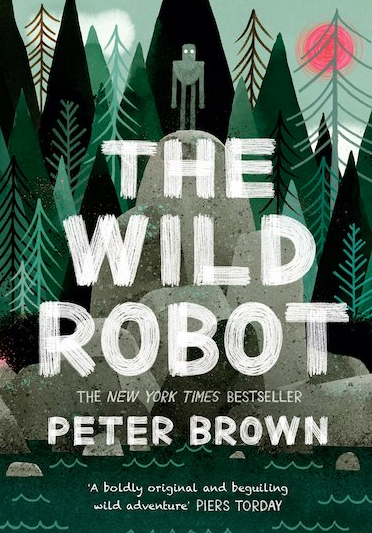 THE
WILD
ROBOT
THE NEW YORK TIMES BESTSELLER
PETER BROWN
'A boldly original and beguiling
wild adventure' PIERS TORDAY